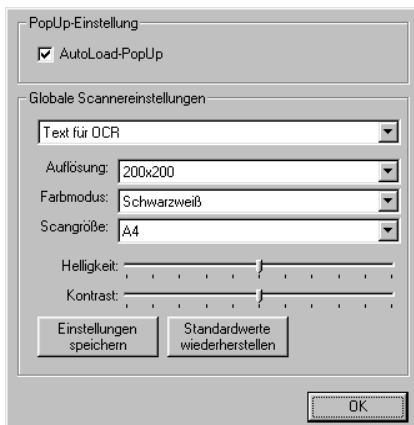 PopUp-Einstellung
AutoLoad-PopUp
Globale Scannereinstellungen
Text für OCR
Auflösung: 200x200
Farbmodus: Schwarzweiß
Scangröße: A4
Helligkeit:
Kontrast:
Einstellungen speichern
Standardwerte wiederherstellen
OK